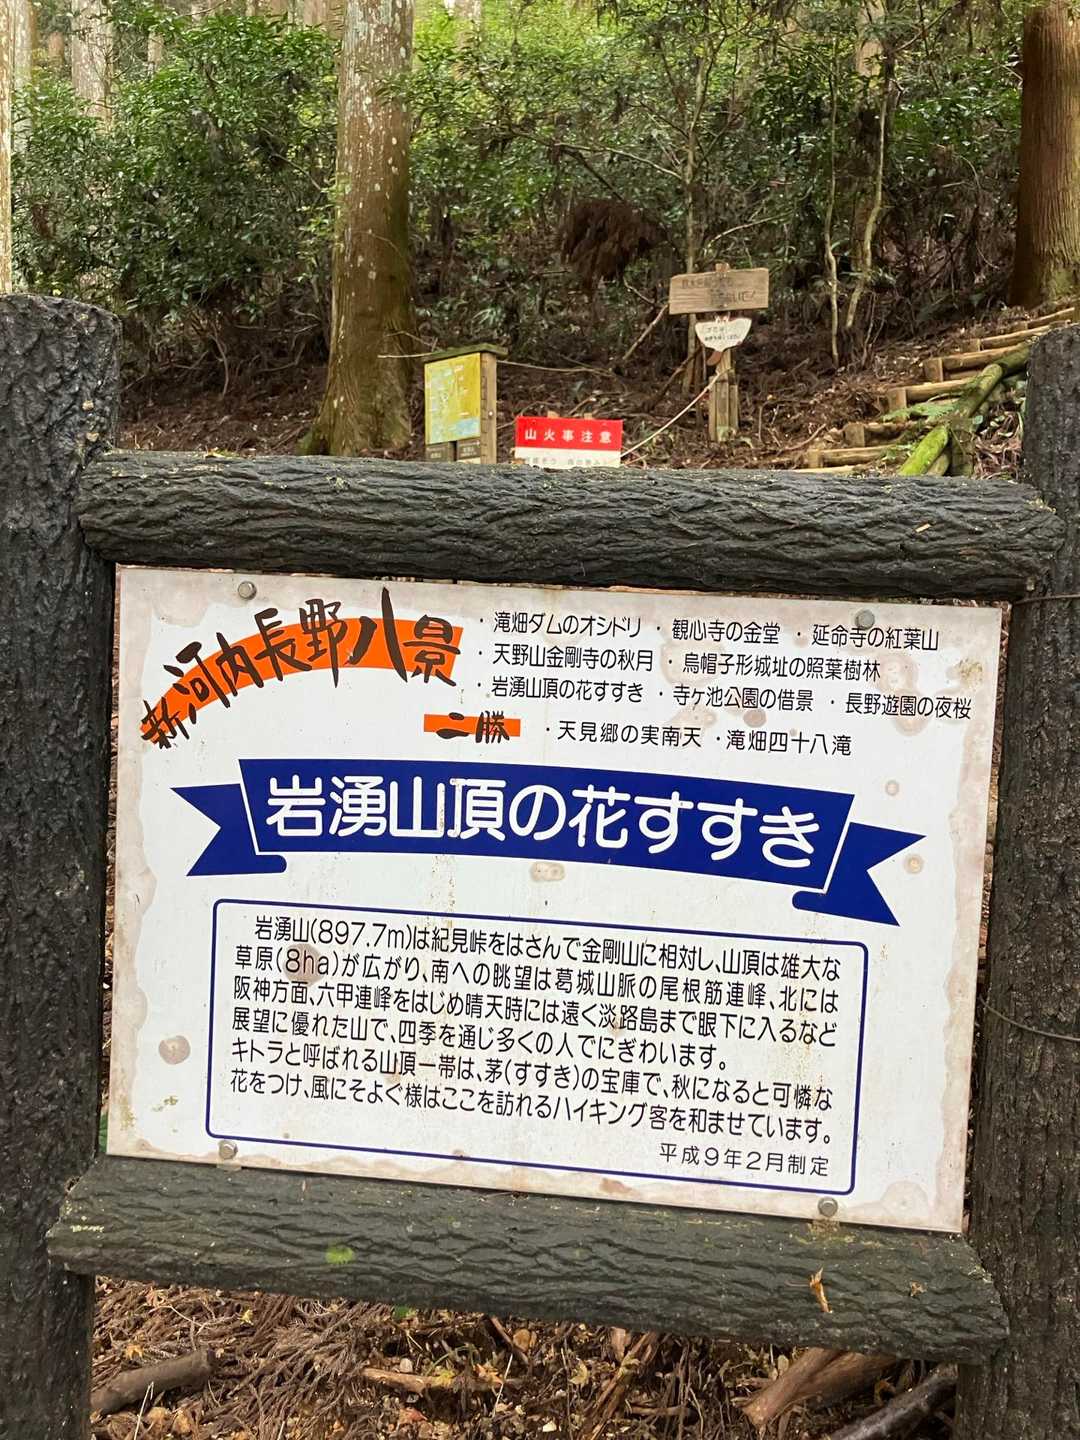 山火事注意
新河内長野八景
・滝畑ダムのオシドリ ・観心寺の金堂 ・延命寺の紅葉山
・天野山金剛寺の秋月 ・烏帽子形城址の照葉樹林
・岩湧山頂の花すすき ・寺ヶ池公園の借景 ・長野遊園の夜桜
二勝 ・天見郷の実南天 ・滝畑四十八滝
岩湧山頂の花すすき
岩湧山(897.7m)は紀見峠をはさんで金剛山に相対し、山頂は雄大な
草原(8ha)が広がり、南への眺望は葛城山脈の尾根筋連峰、北には
阪神方面、六甲連峰をはじめ晴天時には遠く淡路島まで眼下に入るなど
展望に優れた山で、四季を通じ多くの人でにぎわいます。
キトラと呼ばれる山頂一帯は、茅(すすき)の宝庫で、秋になると可憐な
花をつけ、風にそよぐ様はここを訪れるハイキング客を和ませています。
平成9年2月制定